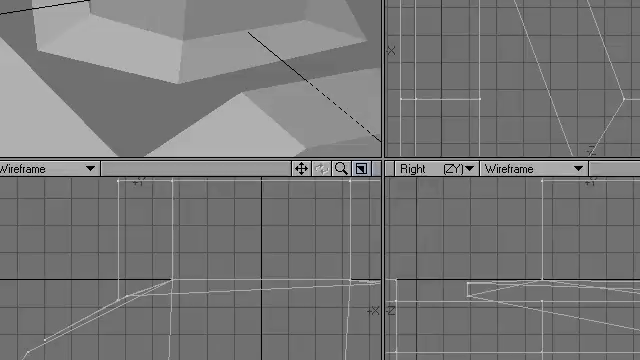 -X
-Z
Wireframe
Right (ZY) Wireframe
+Y
+Y
+X -Z